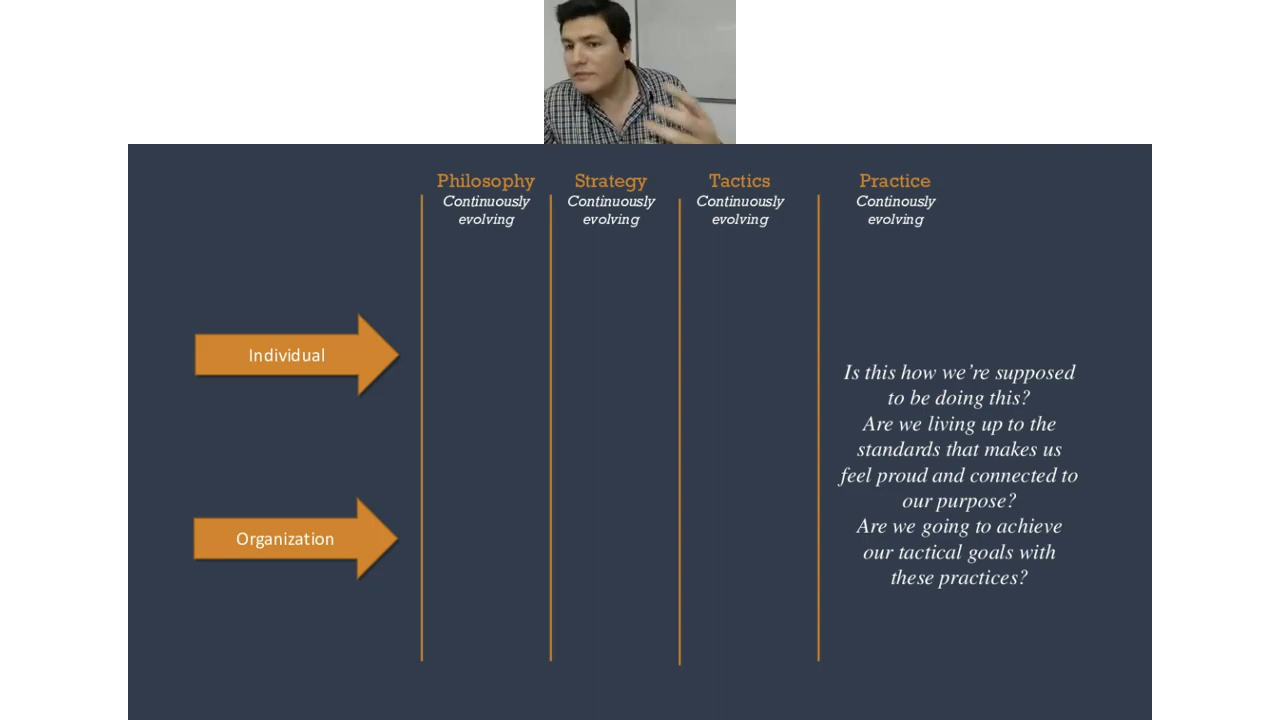 Philosophy
Continuously
evolving
Strategy
Continuously
evolving
Tactics
Continuously
evolving
Practice
Continously
evolving
Individual
Organization
Is this how we’re supposed
to be doing this?
Are we living up to the
standards that makes us
feel proud and connected to
our purpose?
Are we going to achieve
our tactical goals with
these practices?